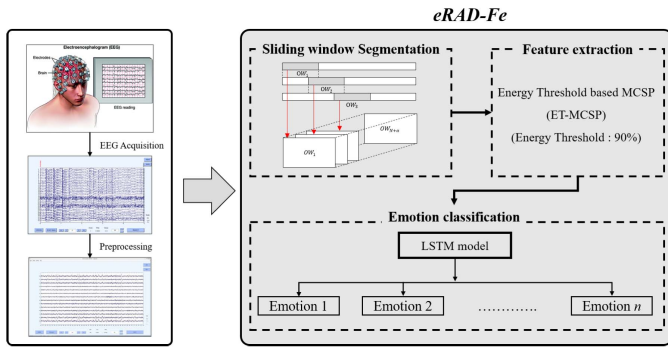 eRAD-Fe
Electroencephalogram (EEG)
Electrodes
Brain
EEG reading
EEG Acquisition
Preprocessing
Sliding window Segmentation
OW1
OW2
OW3
OWN+n
OW1
Feature extraction
Energy Threshold based MCSP
(ET-MCSP)
(Energy Threshold : 90%)
Emotion classification
LSTM model
Emotion 1
Emotion 2
………….
Emotion n